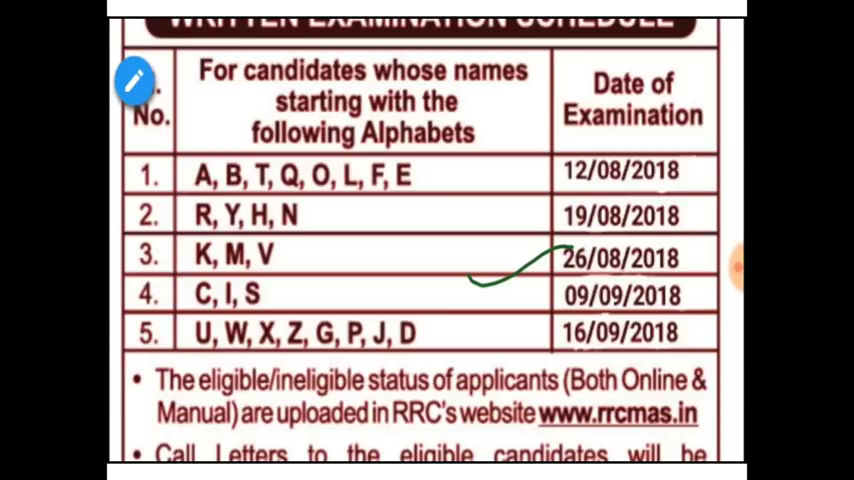 WRITTEN EXAMINATION SCHEDULE
No.
For candidates whose names
starting with the
following Alphabets
Date of
Examination
1. A, B, T, Q, O, L, F, E 12/08/2018
2. R, Y, H, N 19/08/2018
3. K, M, V 26/08/2018
4. C, I, S 09/09/2018
5. U, W, X, Z, G, P, J, D 16/09/2018
• The eligible/ineligible status of applicants (Both Online &
Manual) are uploaded in RRC's website www.rrcmas.in
• Call Letters to the eligible candidates will be